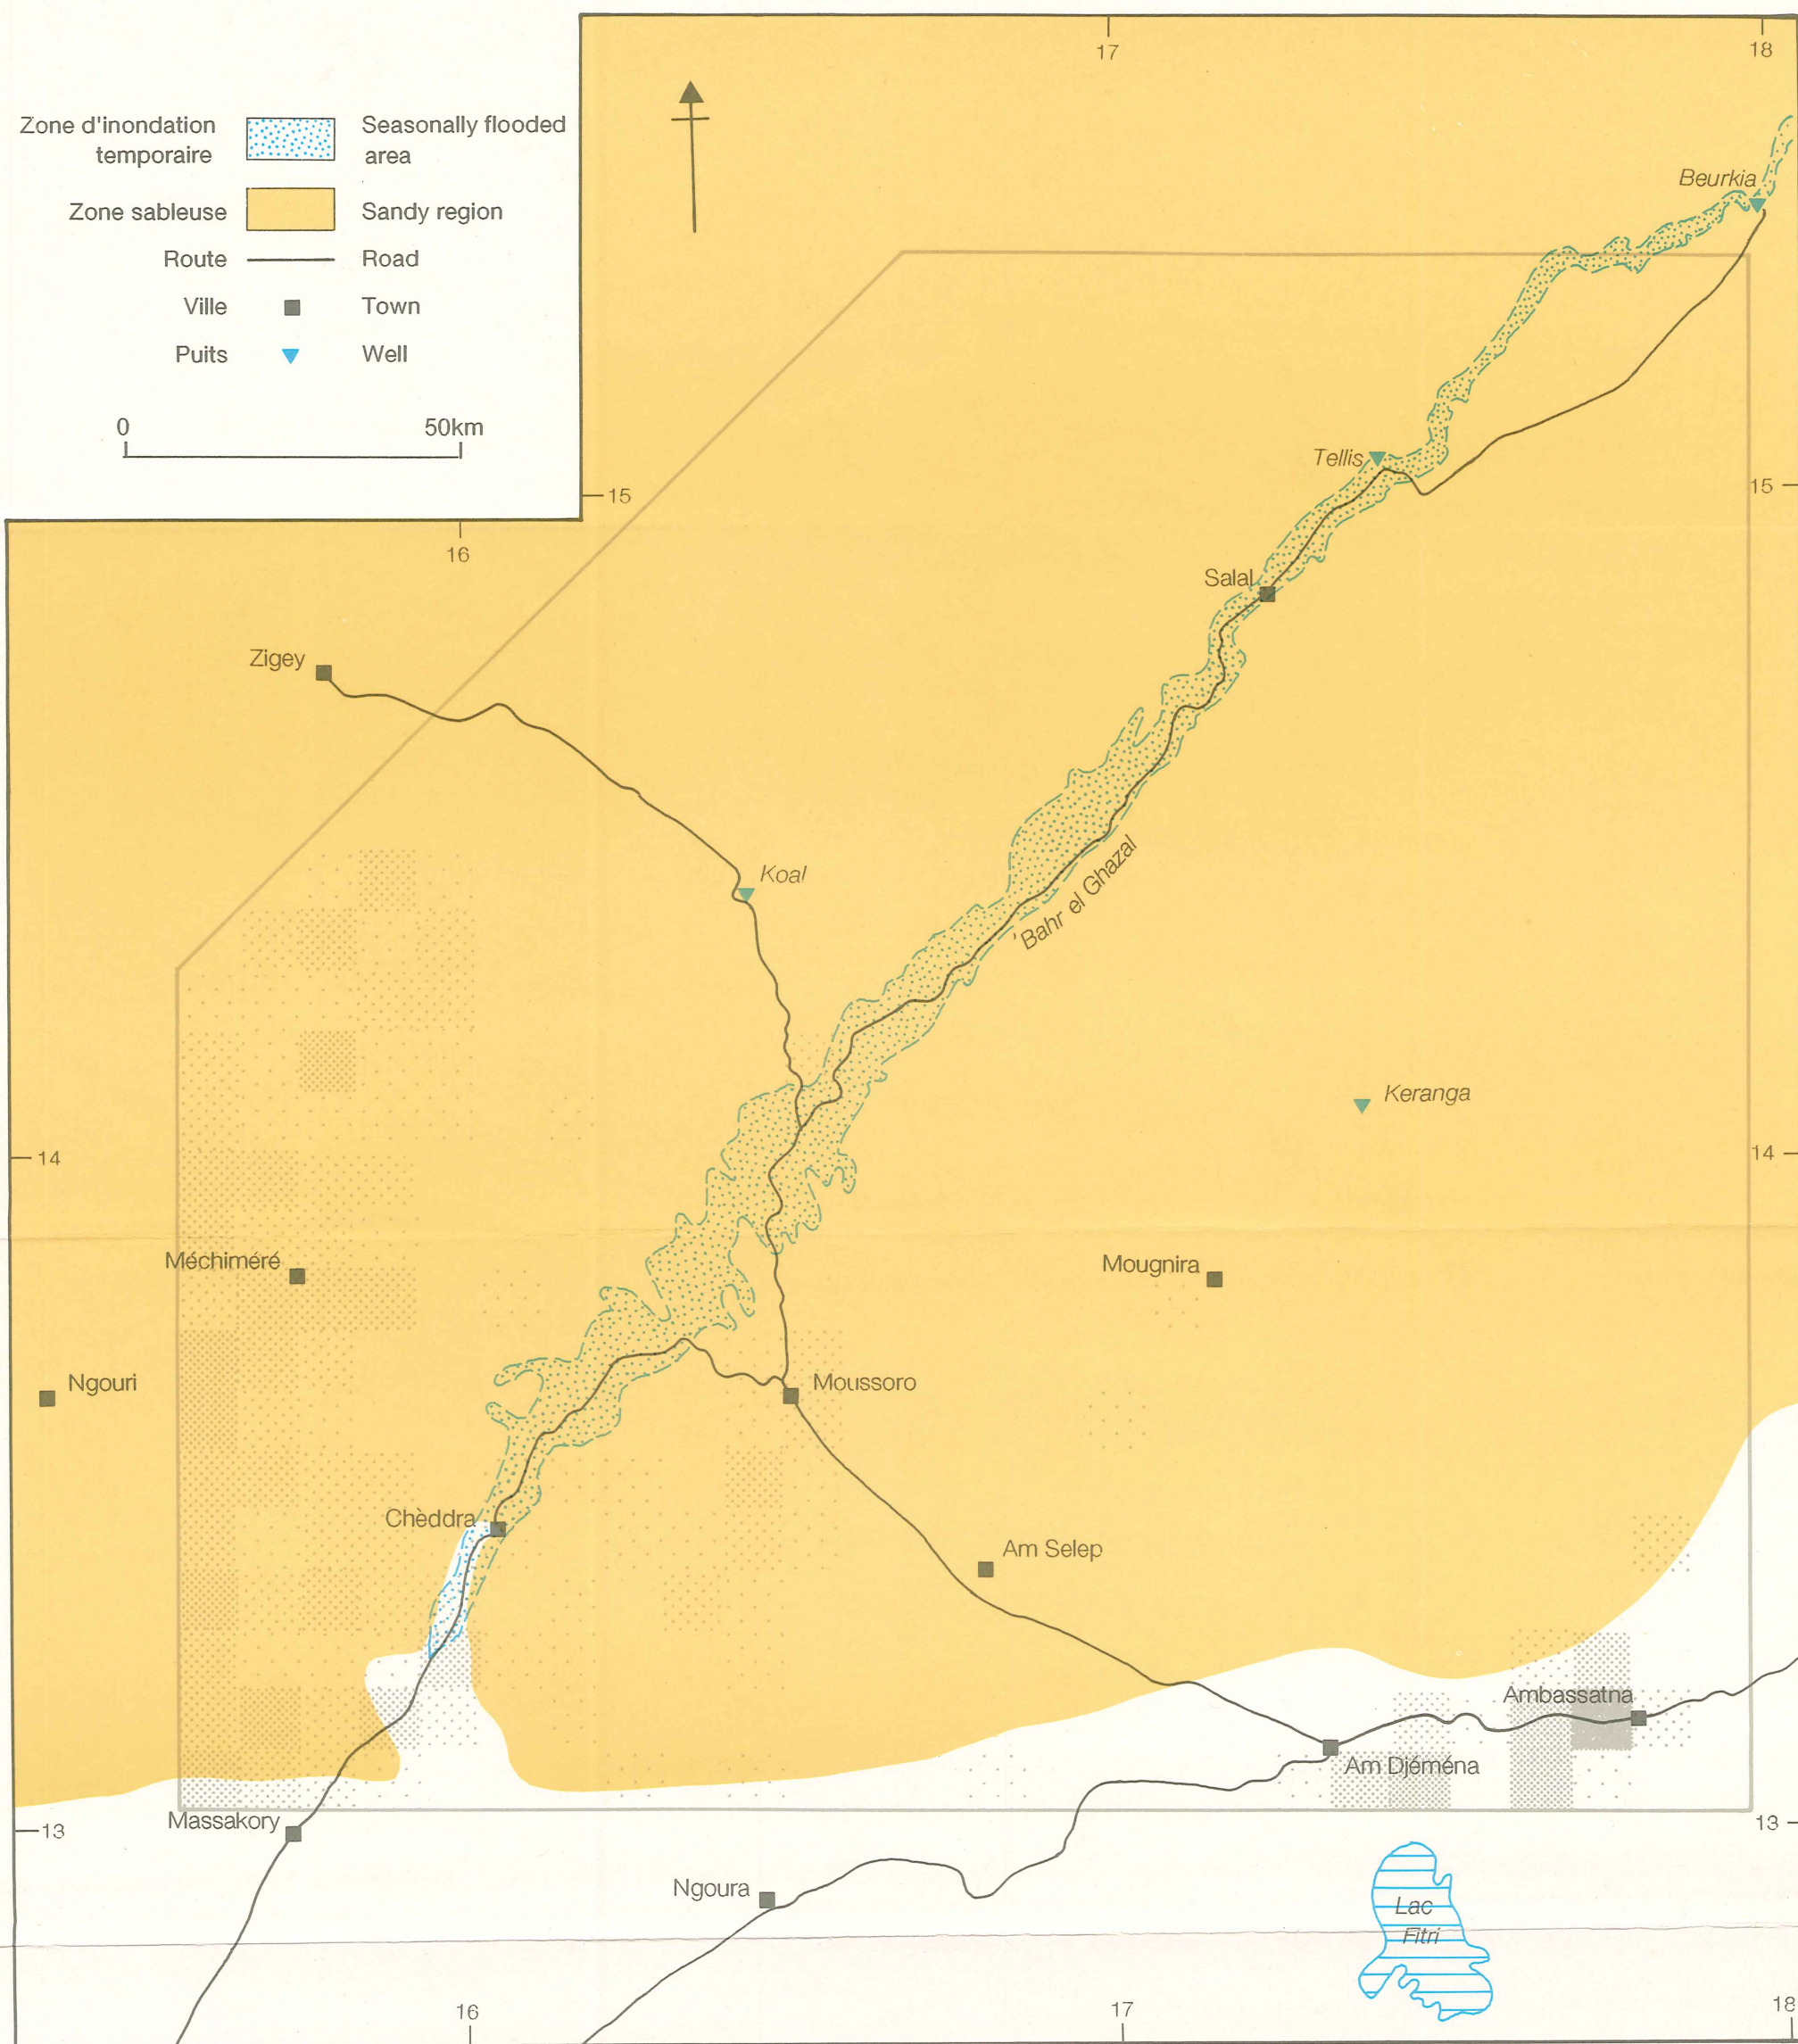 17
18
Zone d'inondation temporaire
Seasonally flooded area
Zone sableuse
Sandy region
Route
Road
Ville
Town
Puits
Well
0
50km
Beurkia
Tellis
15
15
16
Salal
Zigey
Koal
Bahr el Ghazal
Keranga
14
14
Méchiméré
Mougnira
Ngouri
Moussoro
Chèddra
Am Selep
Ambassatna
Am Djéména
Massakory
13
13
Ngoura
Lac
Fitri
16
17
18